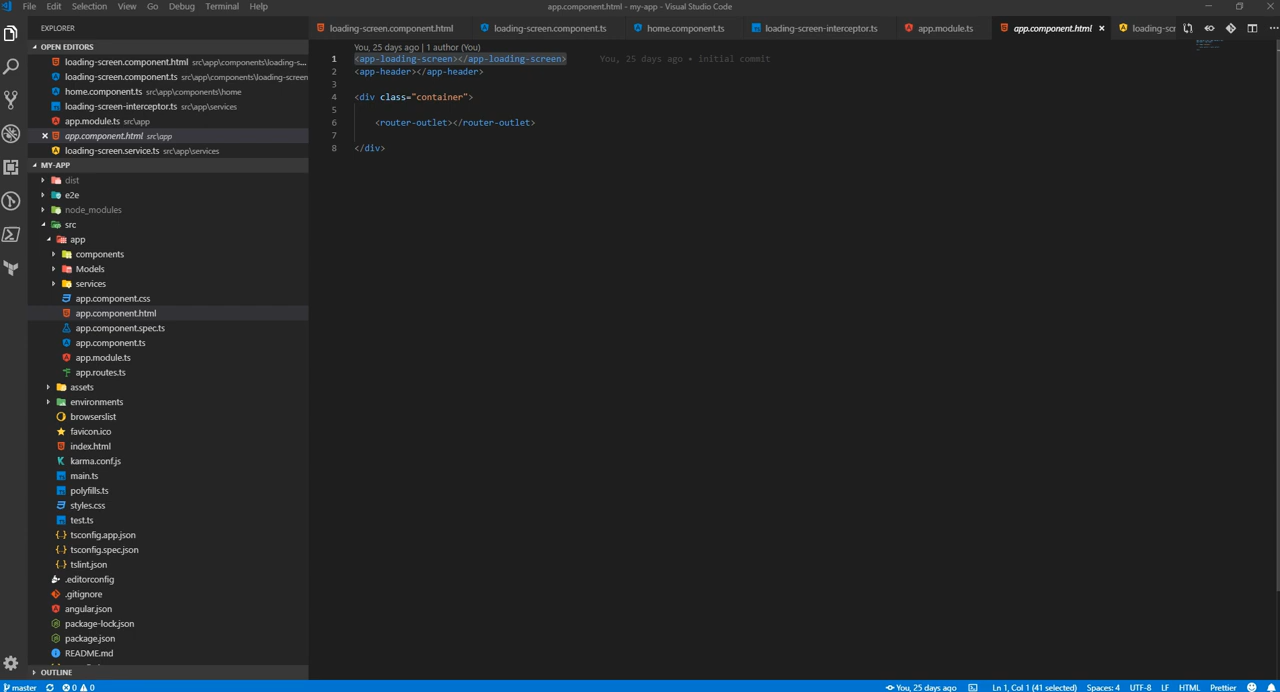 File Edit Selection View Go Debug Terminal Help
app.component.html - my-app - Visual Studio Code
EXPLORER
OPEN EDITORS
loading-screen.component.html src\app\components\loading-s...
loading-screen.component.ts src\app\components\loading-screen
home.component.ts src\app\components\home
loading-screen-interceptor.ts src\app\services
app.module.ts src\app
app.component.html src\app
loading-screen.service.ts src\app\services
MY-APP
dist
e2e
node_modules
src
app
components
Models
services
app.component.css
app.component.html
app.component.spec.ts
app.component.ts
app.module.ts
app.routes.ts
assets
environments
browserslist
favicon.ico
index.html
karma.conf.js
main.ts
polyfills.ts
styles.css
test.ts
tsconfig.app.json
tsconfig.spec.json
tslint.json
.editorconfig
.gitignore
angular.json
package-lock.json
package.json
README.md
OUTLINE
loading-screen.component.html loading-screen.component.ts home.component.ts loading-screen-interceptor.ts app.module.ts app.component.html loading-scr
You, 25 days ago | 1 author (You)
1 <app-loading-screen></app-loading-screen> You, 25 days ago • initial commit
2 <app-header></app-header>
3
4 <div class="container">
5
6 <router-outlet></router-outlet>
7
8 </div>
master 0 0 You, 25 days ago Ln 1, Col 1 (41 selected) Spaces: 4 UTF-8 LF HTML Prettier